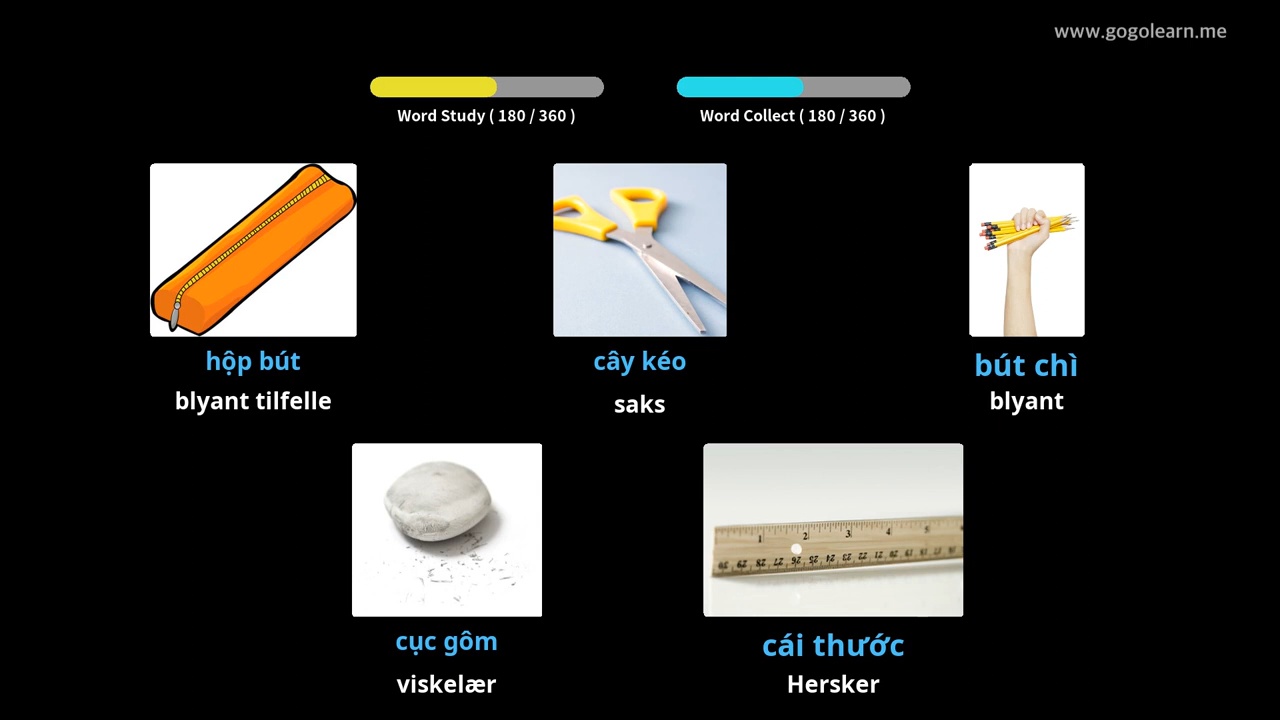 www.gogolearn.me
Word Study ( 180 / 360 )
Word Collect ( 180 / 360 )
hộp bút
blyant tilfelle
cây kéo
saks
bút chì
blyant
cục gôm
viskelær
cái thước
Hersker